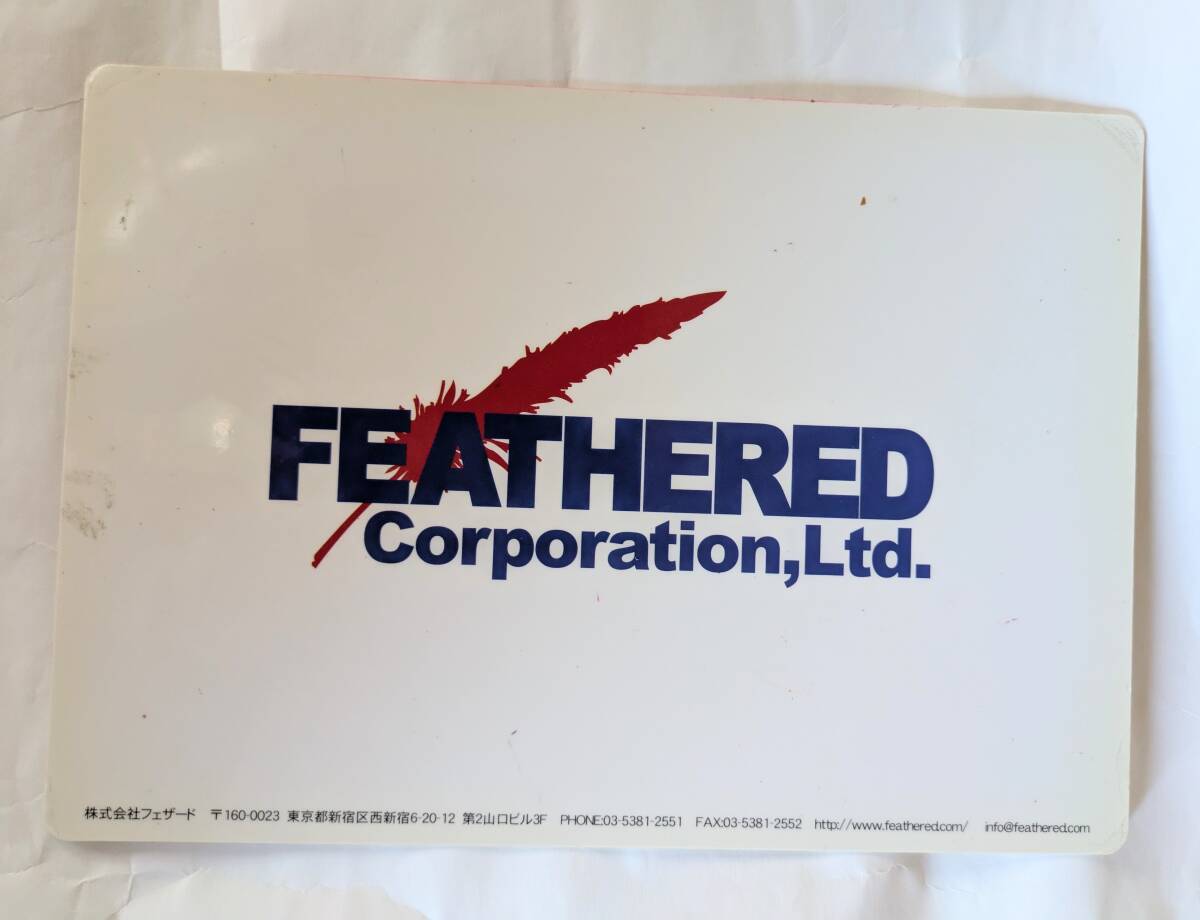 FEATHERED
Corporation,Ltd.
株式会社フェザード 〒160-0023 東京都新宿区西新宿6-20-12 第2山口ビル3F PHONE:03-5381-2551 FAX:03-5381-2552 http://www.feathered.com/ info@feathered.com